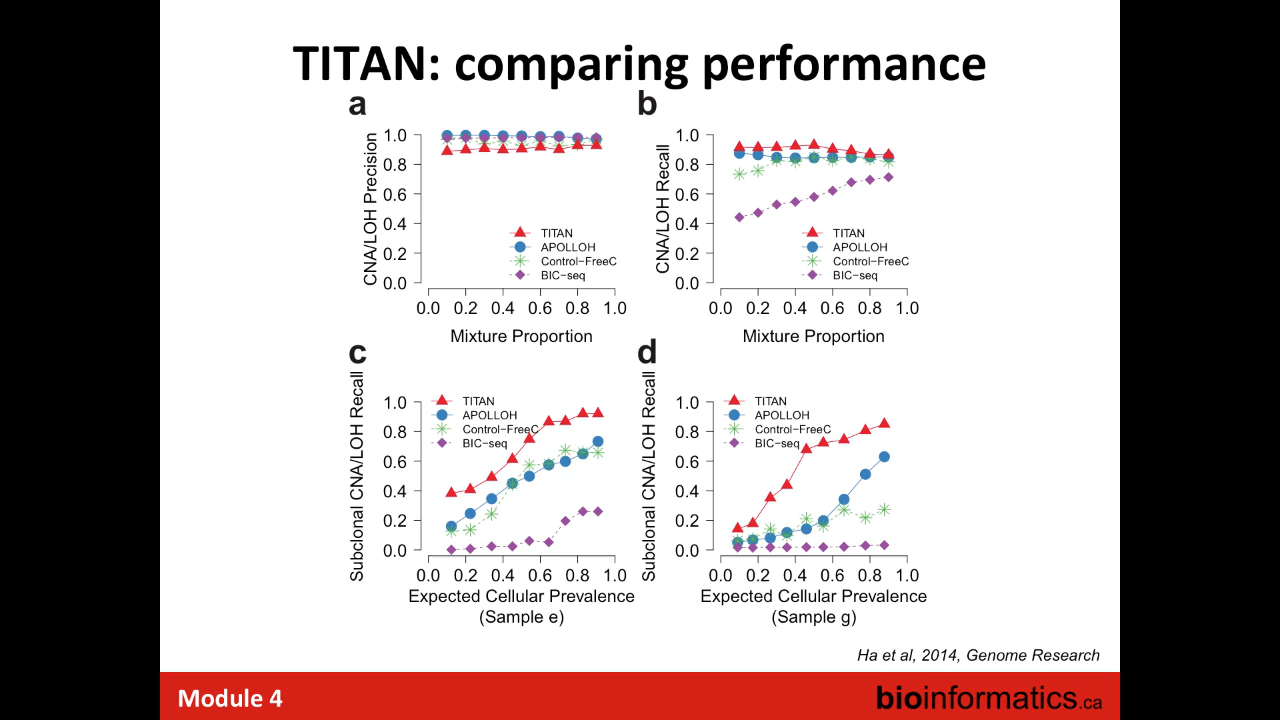 TITAN: comparing performance
a
CNA/LOH Precision
1.0
0.8
0.6
0.4
0.2
0.0
TITAN
APOLLOH
Control−FreeC
BIC−seq
0.0 0.2 0.4 0.6 0.8 1.0
Mixture Proportion
b
CNA/LOH Recall
1.0
0.8
0.6
0.4
0.2
0.0
TITAN
APOLLOH
Control−FreeC
BIC−seq
0.0 0.2 0.4 0.6 0.8 1.0
Mixture Proportion
c
Subclonal CNA/LOH Recall
1.0
0.8
0.6
0.4
0.2
0.0
TITAN
APOLLOH
Control−FreeC
BIC−seq
0.0 0.2 0.4 0.6 0.8 1.0
Expected Cellular Prevalence
(Sample e)
d
Subclonal CNA/LOH Recall
1.0
0.8
0.6
0.4
0.2
0.0
TITAN
APOLLOH
Control−FreeC
BIC−seq
0.0 0.2 0.4 0.6 0.8 1.0
Expected Cellular Prevalence
(Sample g)
Ha et al, 2014, Genome Research
Module 4
bioinformatics.ca